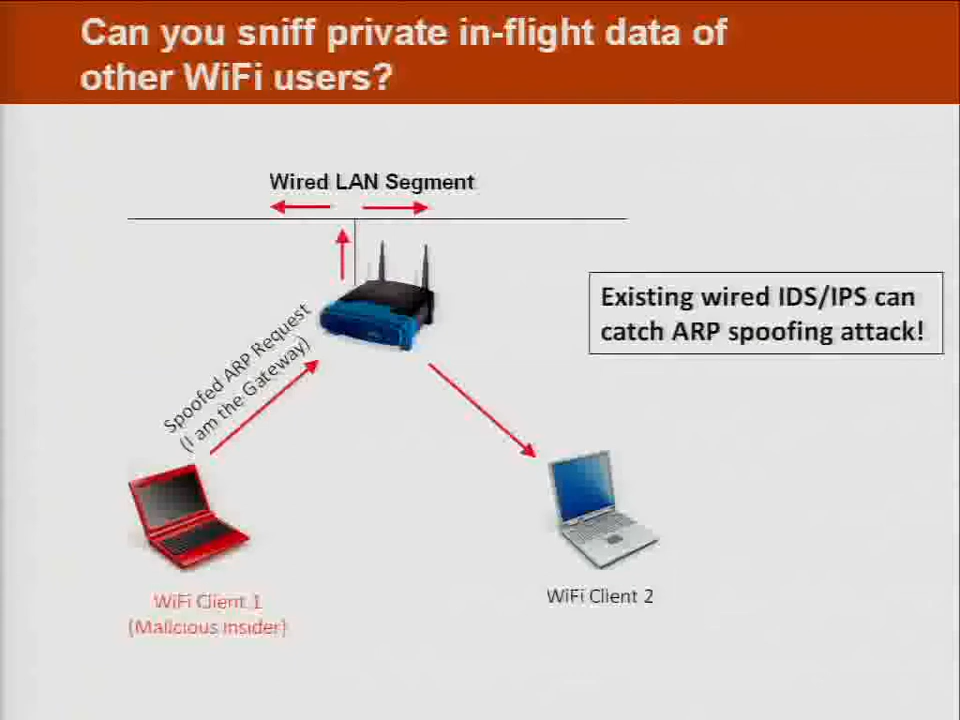 Can you sniff private in-flight data of
other WiFi users?
Wired LAN Segment
Existing wired IDS/IPS can
catch ARP spoofing attack!
Spoofed ARP Request
(I am the Gateway)
WiFi Client 1
(Malicious Insider)
WiFi Client 2